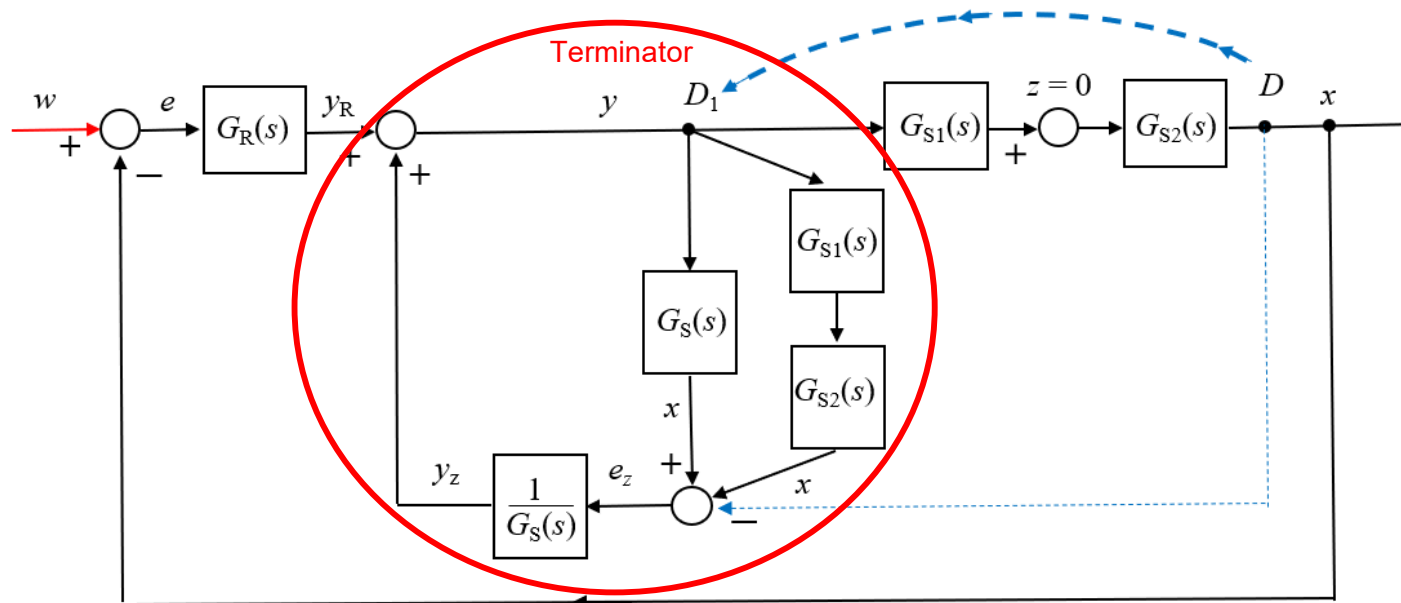 Terminator
w
+
−
e
G_R(s)
y_R
+
+
y
D_1
G_S1(s)
+
z = 0
G_S2(s)
D
x
G_S1(s)
G_S(s)
G_S2(s)
x
+
x
−
e_z
1/G_S(s)
y_z